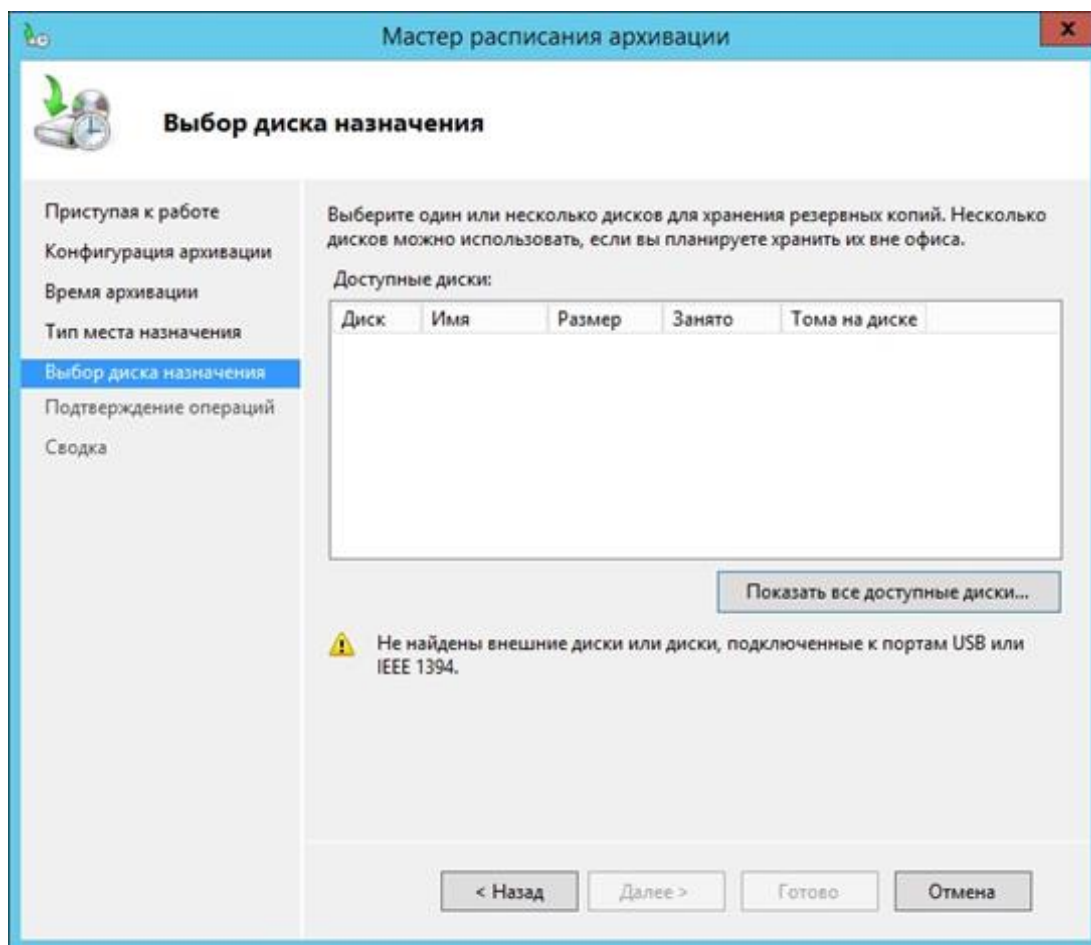 Мастер расписания архивации
x
Выбор диска назначения
Приступая к работе
Конфигурация архивации
Время архивации
Тип места назначения
Выбор диска назначения
Подтверждение операций
Сводка
Выберите один или несколько дисков для хранения резервных копий. Несколько
дисков можно использовать, если вы планируете хранить их вне офиса.
Доступные диски:
Диск Имя Размер Занято Тома на диске
Показать все доступные диски...
Не найдены внешние диски или диски, подключенные к портам USB или
IEEE 1394.
< Назад Далее > Готово Отмена